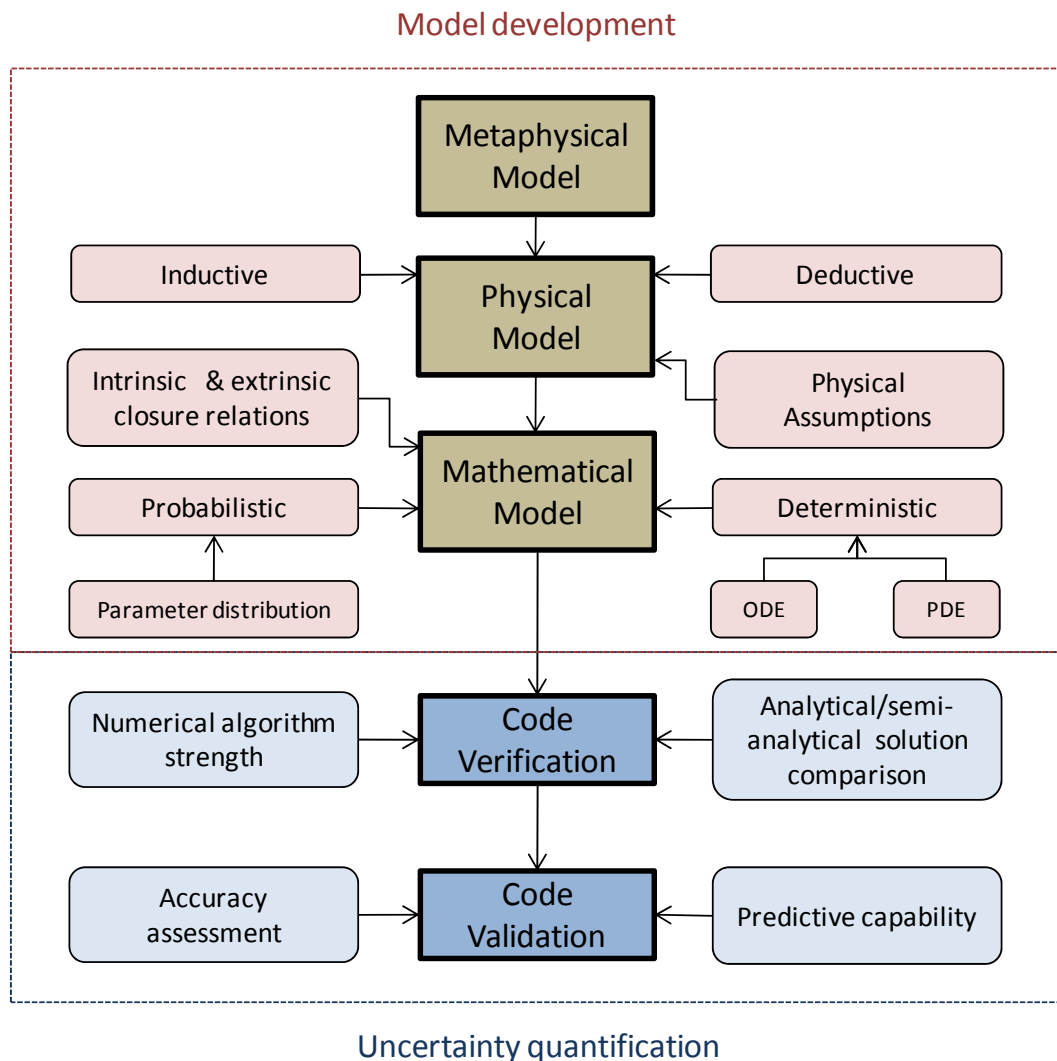 Model development
Metaphysical
Model
Inductive
Physical
Model
Deductive
Intrinsic & extrinsic
closure relations
Physical
Assumptions
Mathematical
Model
Probabilistic
Deterministic
Parameter distribution
ODE
PDE
Numerical algorithm
strength
Code
Verification
Analytical/semi-
analytical solution
comparison
Accuracy
assessment
Code
Validation
Predictive capability
Uncertainty quantification